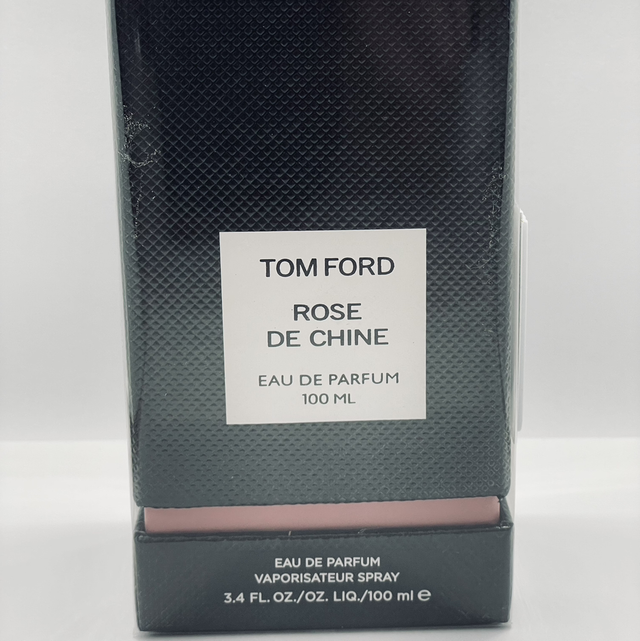 TOM FORD
ROSE
DE CHINE
EAU DE PARFUM
100 ML
EAU DE PARFUM
VAPORISATEUR SPRAY
3.4 FL. OZ./OZ. LIQ./100 ml ℮